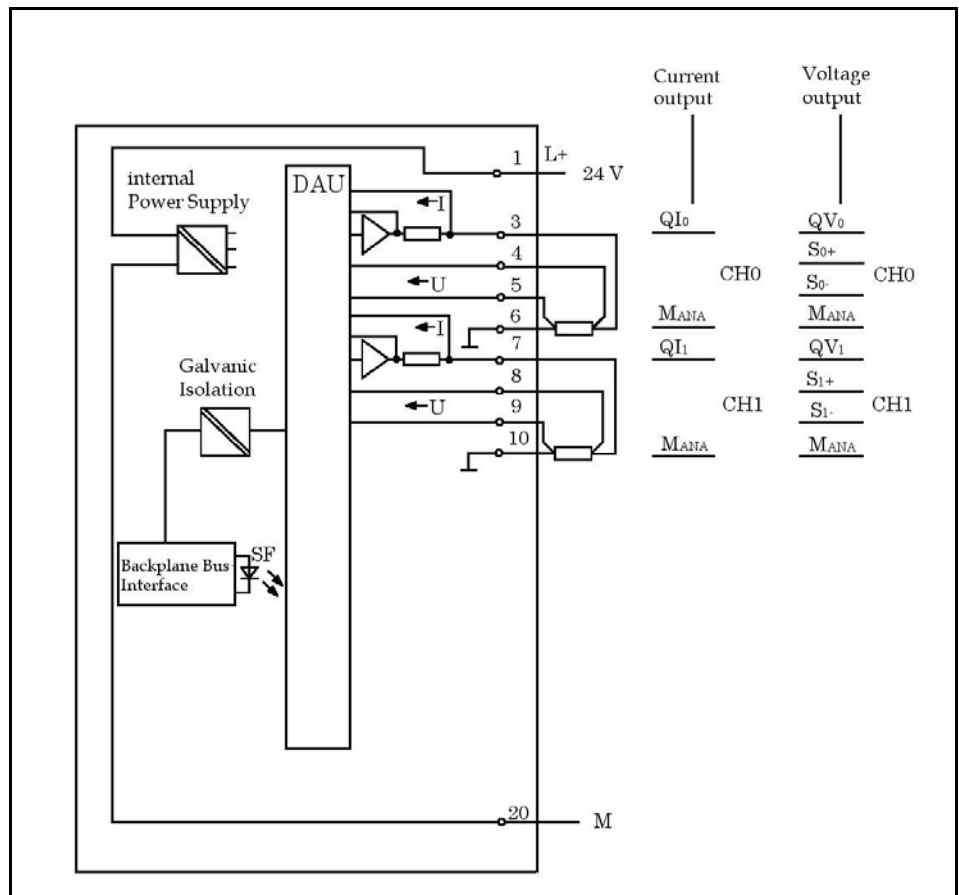 Current
output
Voltage
output
1
L+
24 V
internal
Power Supply
DAU
I
3
QI0
QV0
4
S0+
U
5
CH0
S0-
CH0
I
6
MANA
MANA
7
QI1
QV1
Galvanic
Isolation
8
S1+
U
9
CH1
S1-
CH1
10
MANA
MANA
Backplane Bus
Interface
SF
20
M